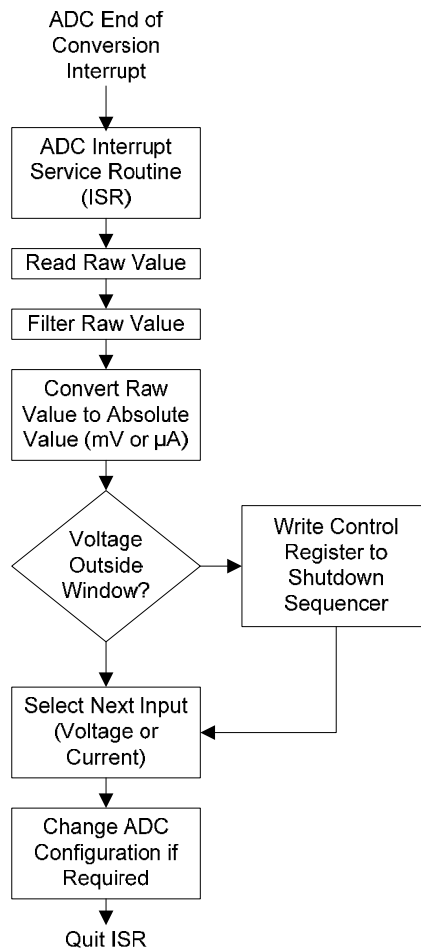 ADC End of
Conversion
Interrupt
ADC Interrupt
Service Routine
(ISR)
Read Raw Value
Filter Raw Value
Convert Raw
Value to Absolute
Value (mV or µA)
Voltage
Outside
Window?
Write Control
Register to
Shutdown
Sequencer
Select Next Input
(Voltage or
Current)
Change ADC
Configuration if
Required
Quit ISR